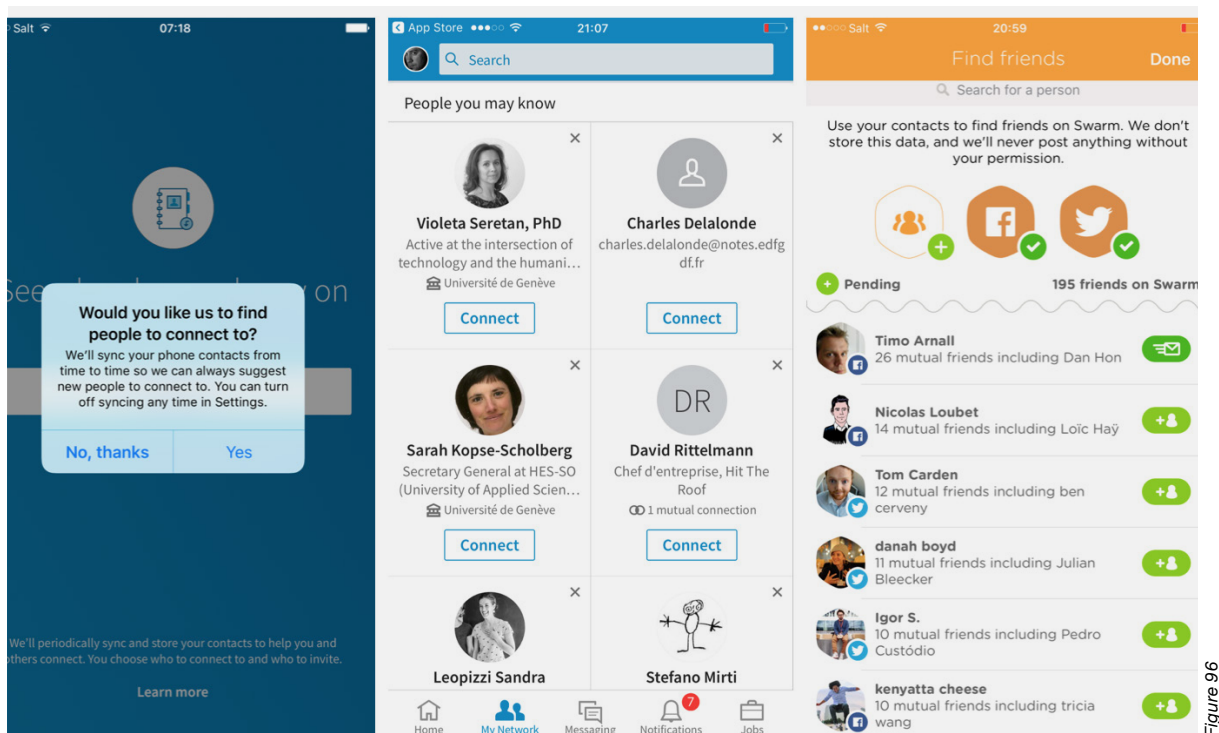 Salt 07:18
See on
Would you like us to find
people to connect to?
We'll sync your phone contacts from
time to time so we can always suggest
new people to connect to. You can turn
off syncing any time in Settings.
No, thanks Yes
We'll periodically sync and store your contacts to help you and
others connect. You choose who to connect to and who to invite.
Learn more
App Store 21:07
Search
People you may know
Violeta Seretan, PhD
Active at the intersection of
technology and the humani...
Université de Genève
Connect
Charles Delalonde
charles.delalonde@notes.edfg
df.fr
Connect
Sarah Kopse-Scholberg
Secretary General at HES-SO
(University of Applied Scien...
Université de Genève
Connect
DR
David Rittelmann
Chef d'entreprise, Hit The
Roof
1 mutual connection
Connect
Leopizzi Sandra
Stefano Mirti
7
Home My Network Messaging Notifications Jobs
Salt 20:59
Find friends Done
Search for a person
Use your contacts to find friends on Swarm. We don't
store this data, and we'll never post anything without
your permission.
Pending 195 friends on Swarm
Timo Arnall
26 mutual friends including Dan Hon
Nicolas Loubet
14 mutual friends including Loïc Haÿ
Tom Carden
12 mutual friends including ben
cerveny
danah boyd
11 mutual friends including Julian
Bleecker
Igor S.
10 mutual friends including Pedro
Custódio
kenyatta cheese
10 mutual friends including tricia
wang
Figure 96